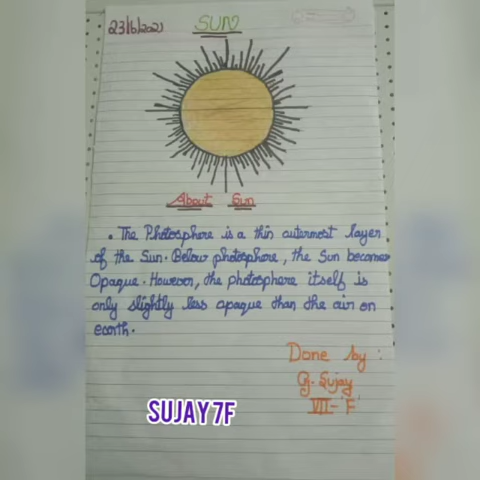 23/6/2021
SUN
About Sun
• The Photosphere is a thin outermost layer
of the Sun. Below photosphere, the Sun becomes
Opaque. However, the photosphere itself is
only slightly less opaque than the air on
earth.
Done by :
G. Sujay
VII - 'F'
SUJAY 7F